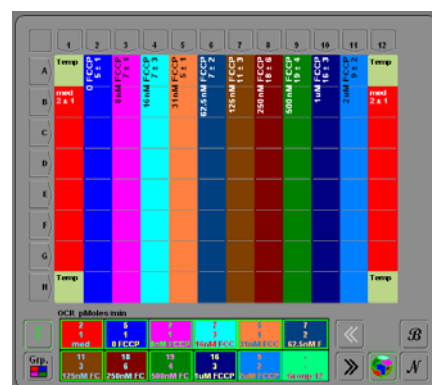 1 2 3 4 5 6 7 8 9 10 11 12
A Temp Temp
0 FCCP 5 ± 1
8nM FCCP 7 ± 1
16nM FCCP 7 ± 3
31nM FCCP 5 ± 1
62.5nM FCCP 7 ± 2
125nM FCCP 11 ± 3
250nM FCCP 18 ± 6
500nM FCCP 19 ± 4
1uM FCCP 16 ± 3
2uM FCCP 9 ± 2
B med 2 ± 1 med 2 ± 1
C
D
E
F
G
H Temp Temp
OCR pMoles/min
2 5 7 7 5 7
1 1 1 3 1 2
med 0 FCCP 8nM FCCP 16nM FCC 31nM FCC 62.5nM F
B
11 18 19 16 9 -
3 6 4 3 2 -
125nM FC 250nM FC 500nM FC 1uM FCCP 2uM FCCP Group 12
Grp. N